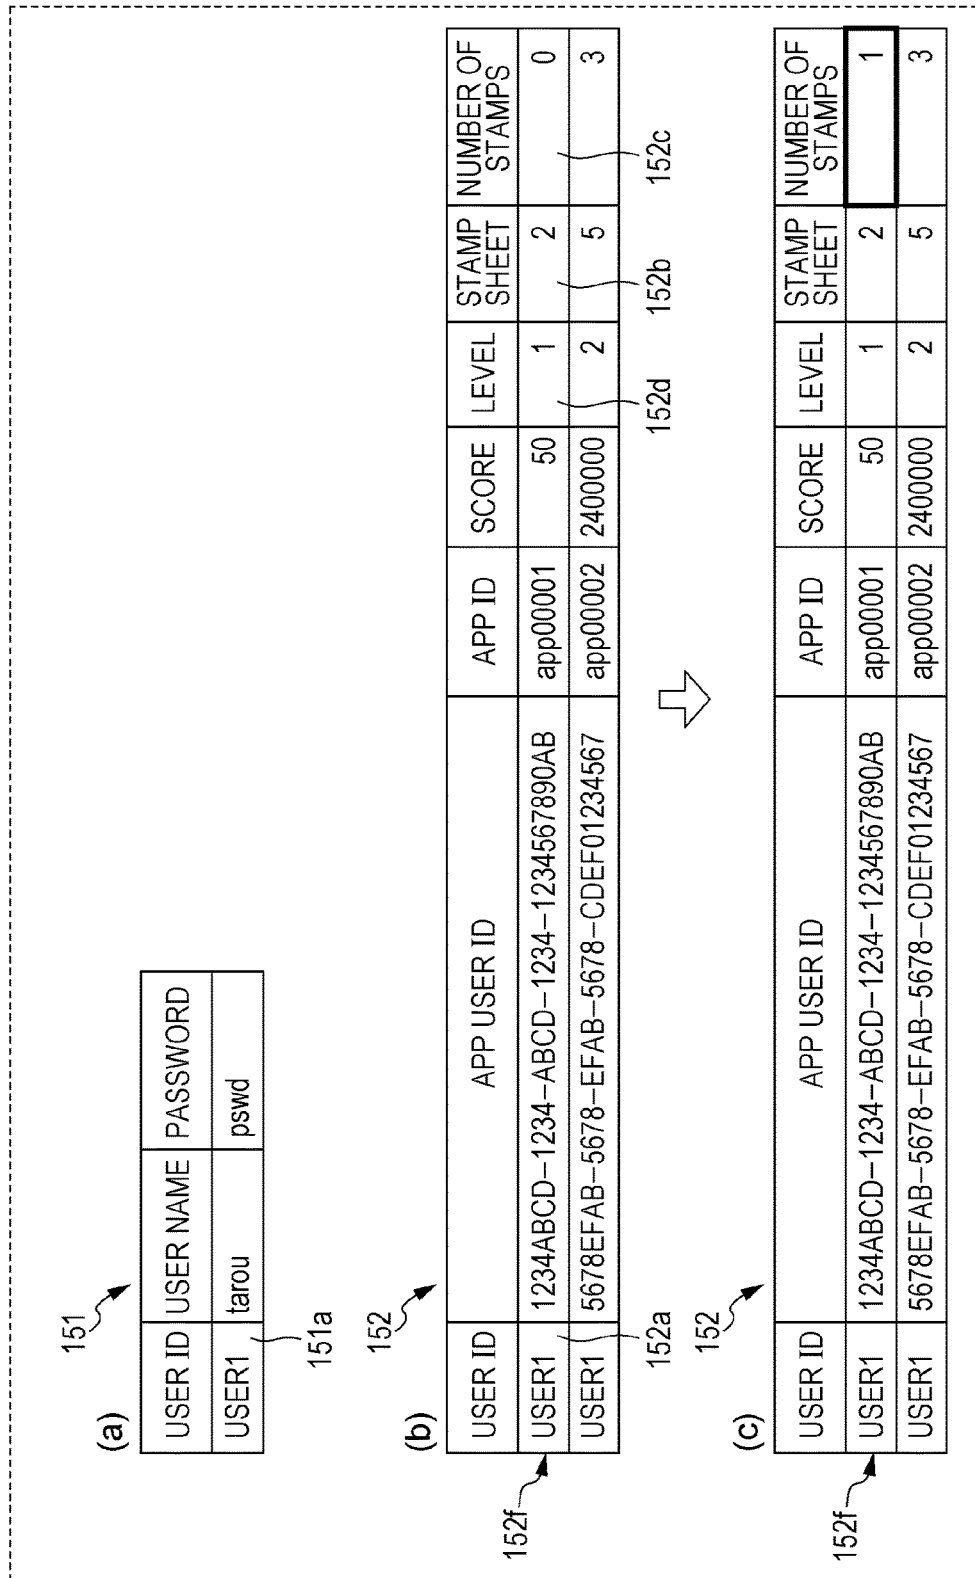 (a)
151
USER ID USER NAME PASSWORD
USER1 tarou pswd
151a
(b)
152
USER ID APP USER ID APP ID SCORE LEVEL STAMP SHEET NUMBER OF STAMPS
USER1 1234ABCD-1234-ABCD-1234-1234567890AB app00001 50 1 2 0
USER1 5678EFAB-5678-EFAB-5678-CDEF01234567 app00002 2400000 2 5 3
152f
152a
152d
152b
152c
(c)
152
USER ID APP USER ID APP ID SCORE LEVEL STAMP SHEET NUMBER OF STAMPS
USER1 1234ABCD-1234-ABCD-1234-1234567890AB app00001 50 1 2 1
USER1 5678EFAB-5678-EFAB-5678-CDEF01234567 app00002 2400000 2 5 3
152f